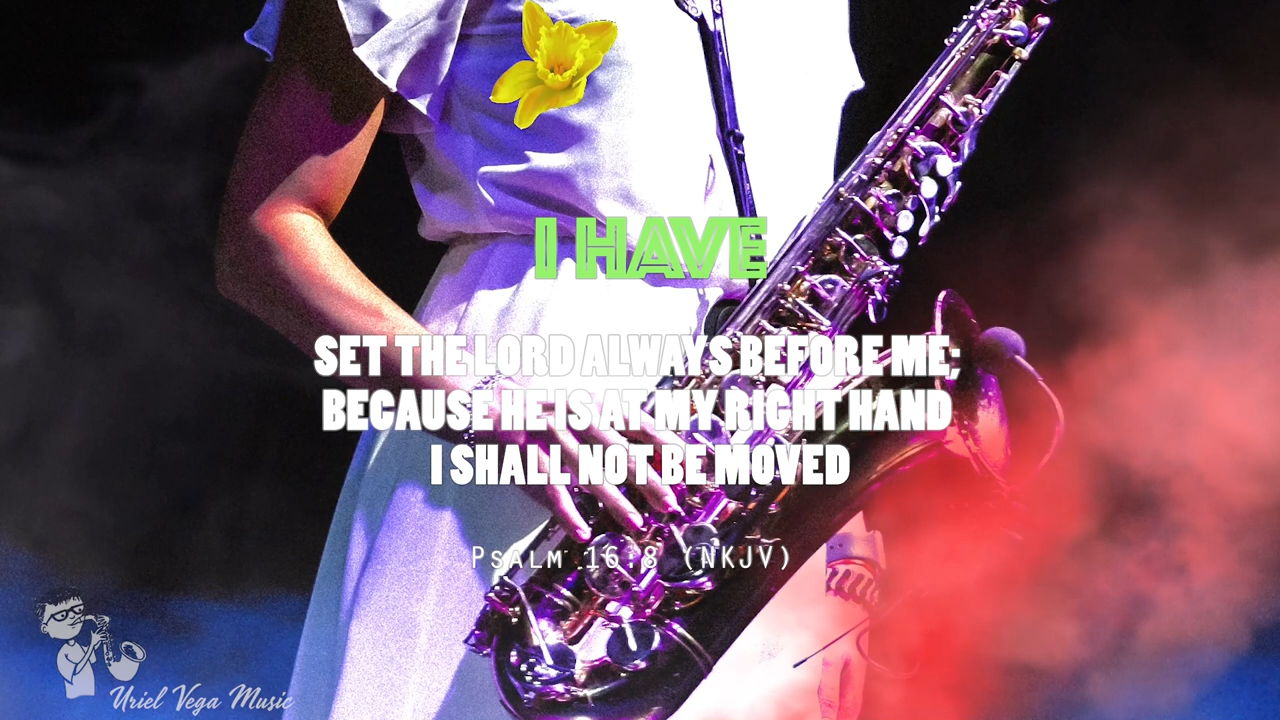 I HAVE
SET THE LORD ALWAYS BEFORE ME;
BECAUSE HE IS AT MY RIGHT HAND
I SHALL NOT BE MOVED
Psalm 16:8 (NKJV)
Uriel Vega Music